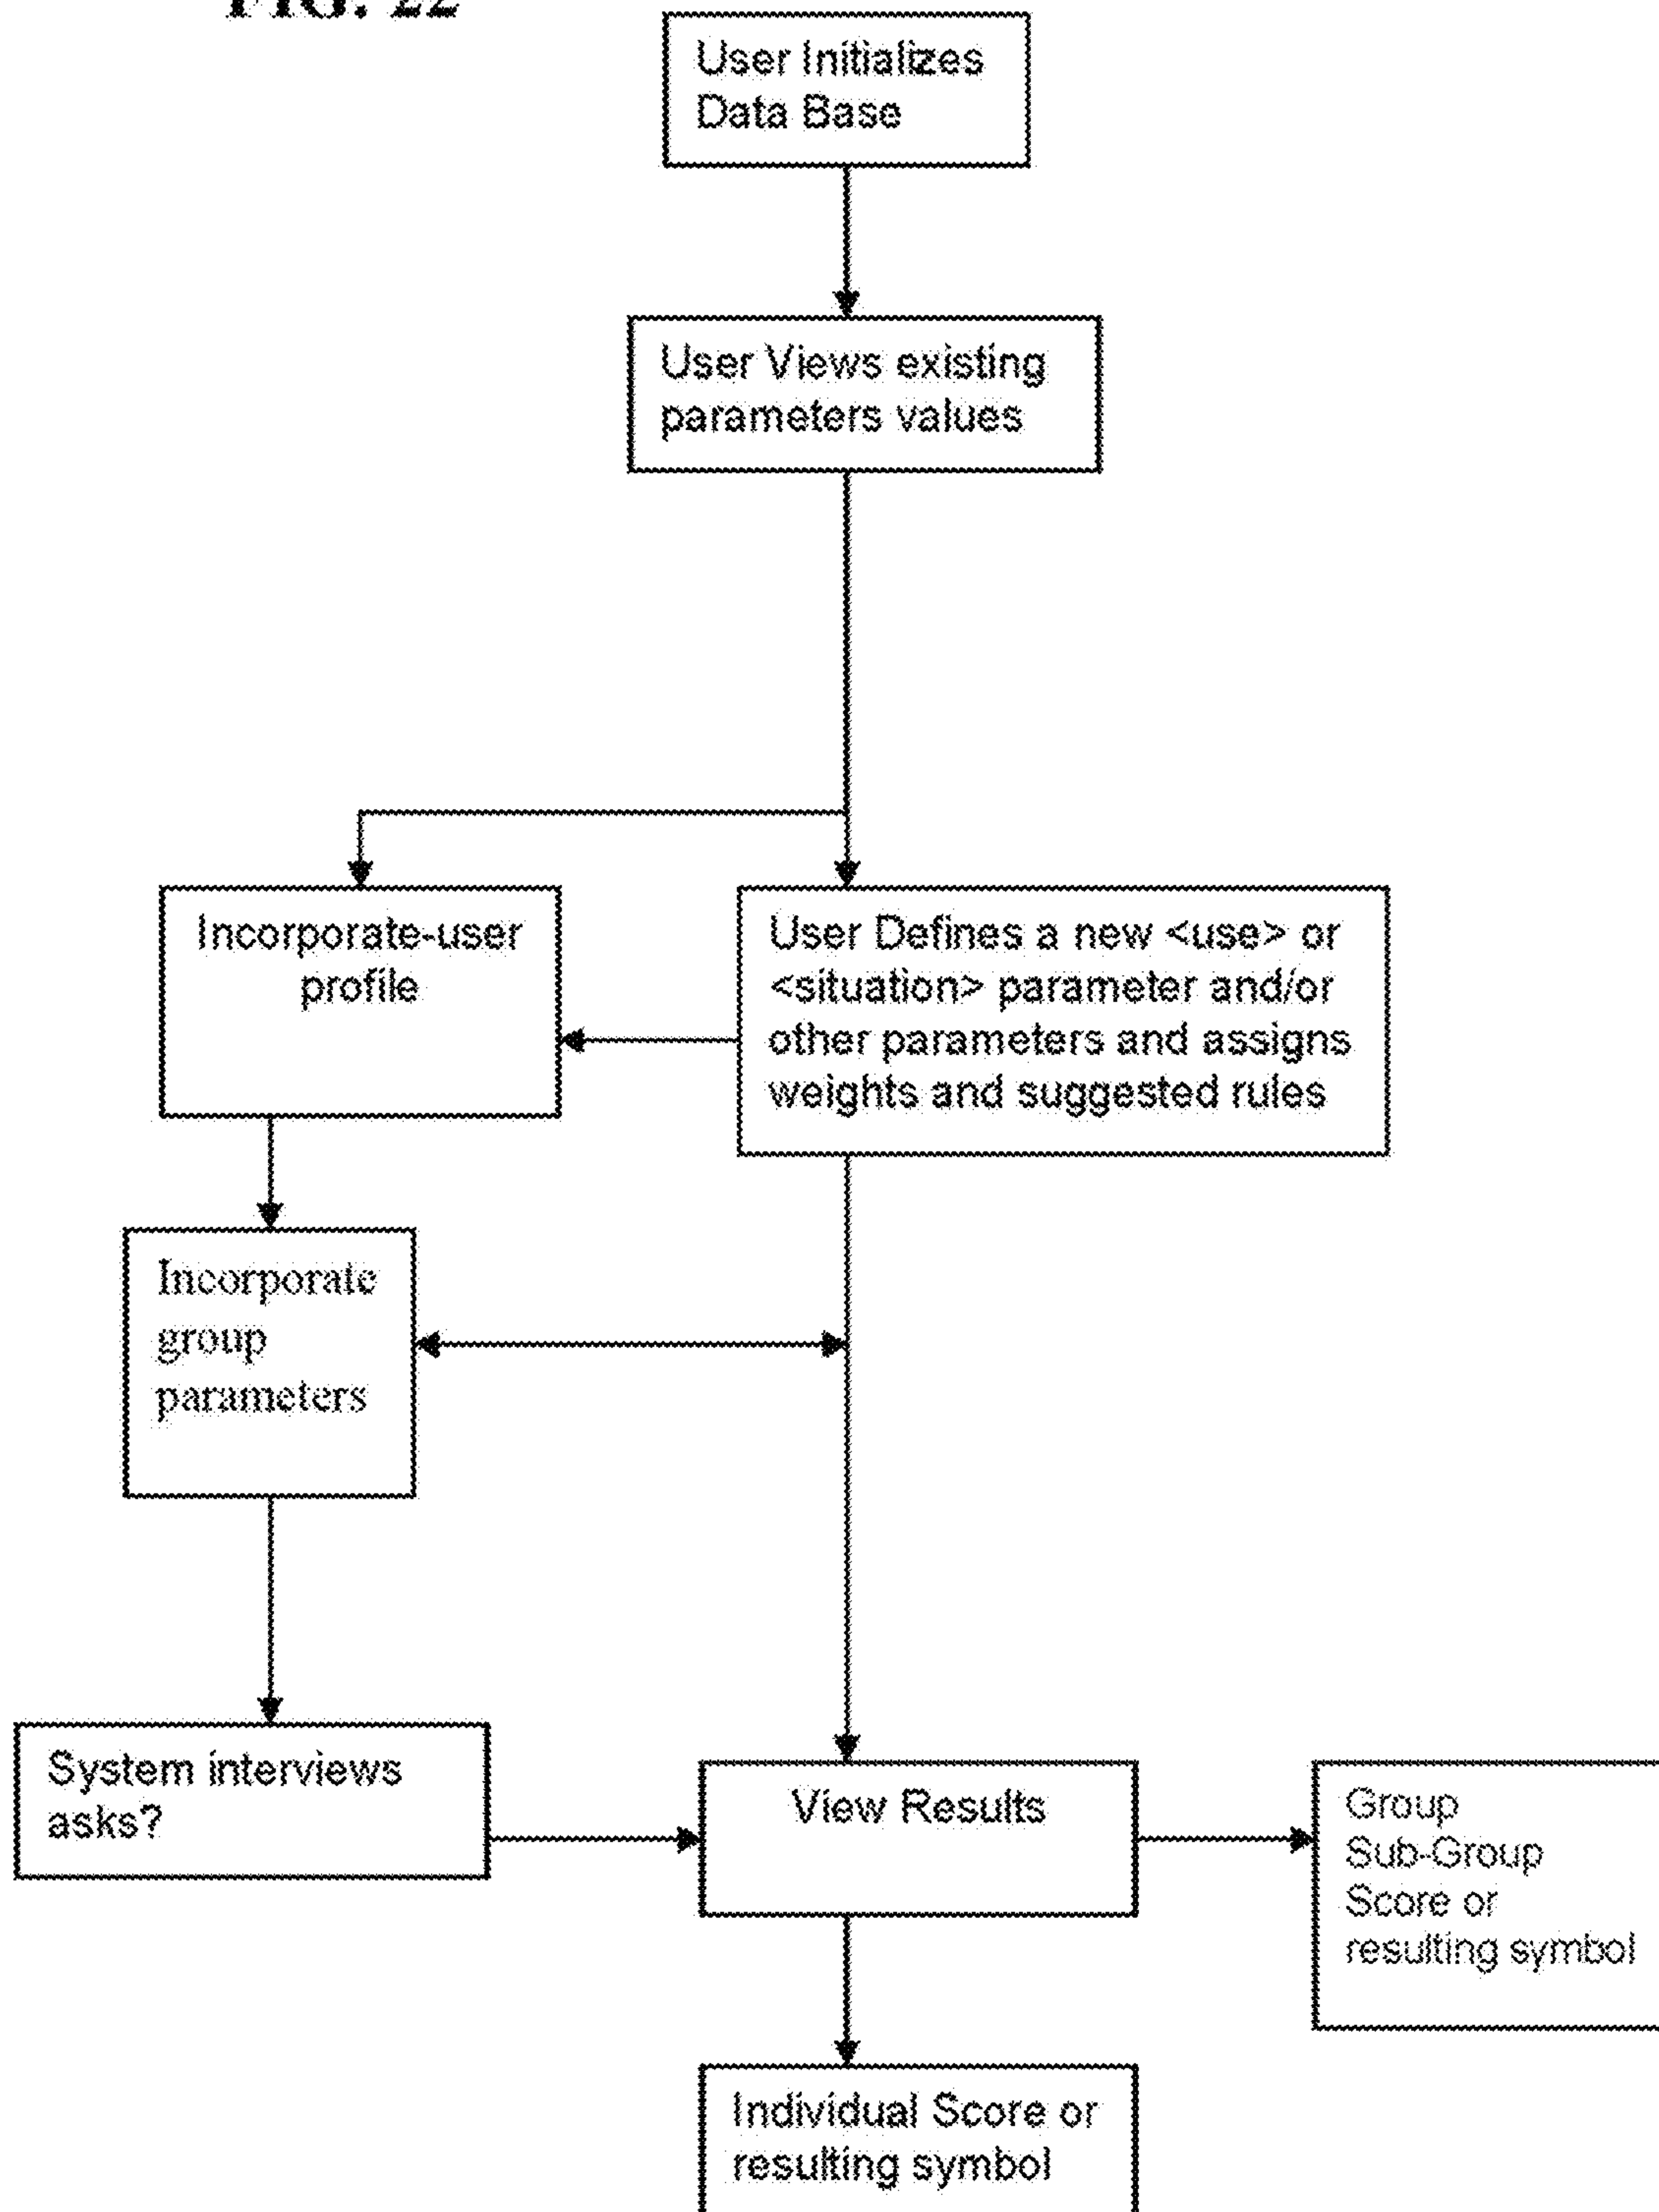 FIG. 22
User Initializes
Data Base
User Views existing
parameters values
Incorporate-user
profile
User Defines a new <use> or
<situation> parameter and/or
other parameters and assigns
weights and suggested rules
Incorporate
group
parameters
System interviews
asks?
View Results
Group
Sub-Group
Score or
resulting symbol
Individual Score or
resulting symbol